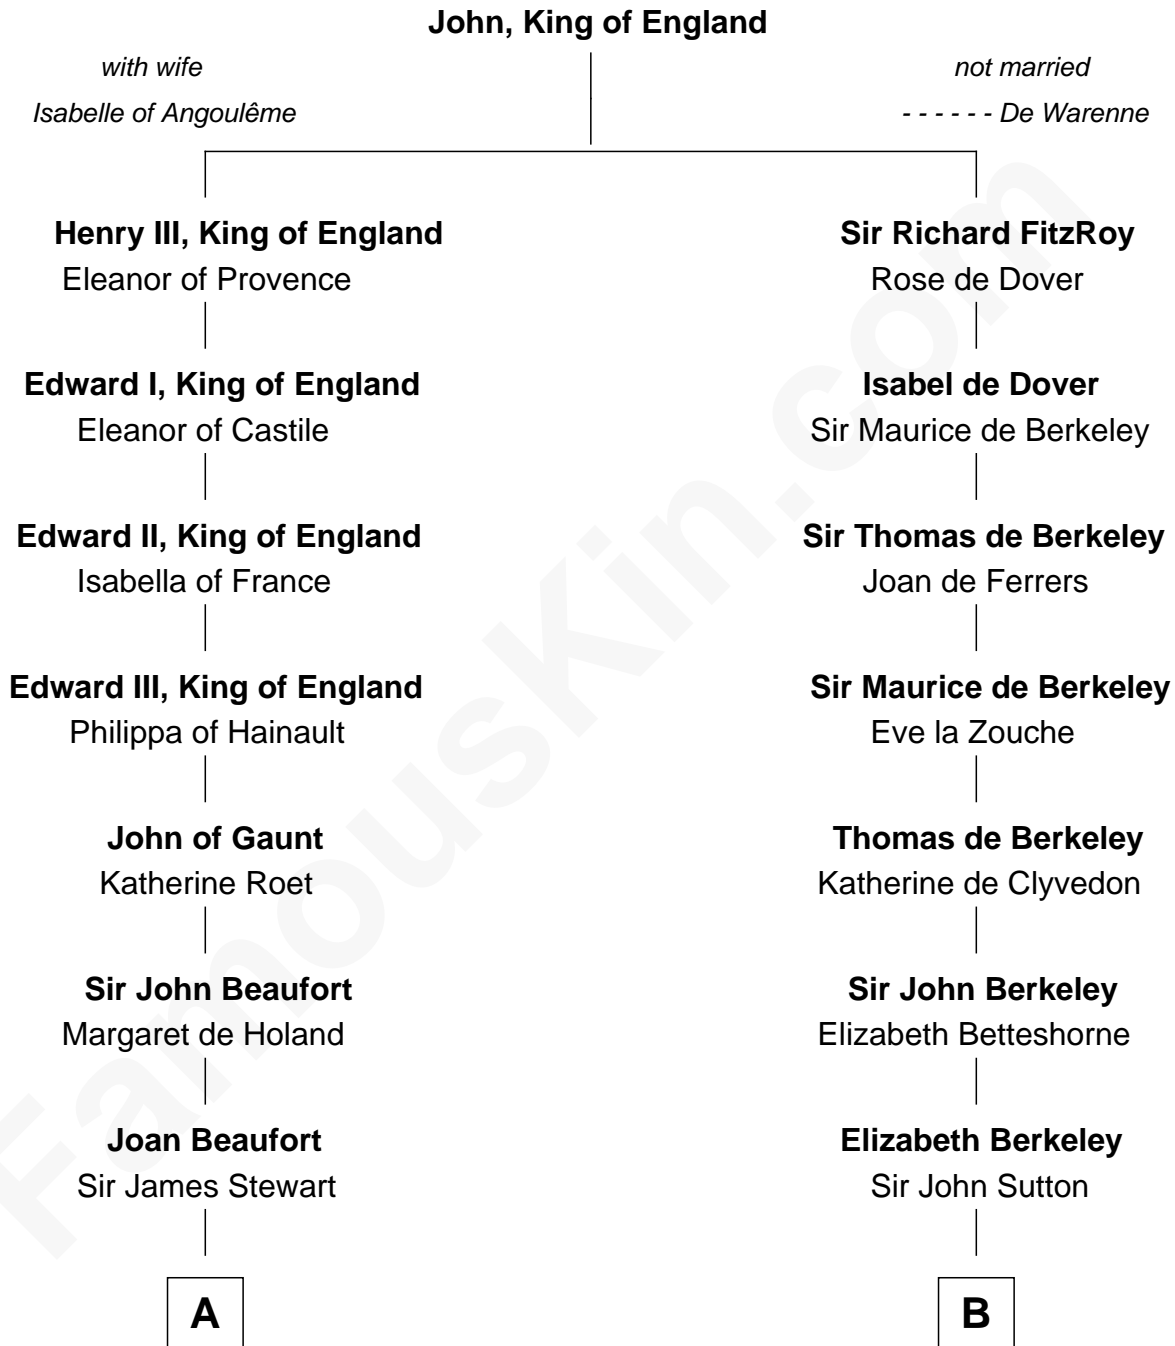 John, King of England
with wife
Isabelle of Angoulême
not married
- - - - - - De Warenne
Henry III, King of England
Eleanor of Provence
Sir Richard FitzRoy
Rose de Dover
Edward I, King of England
Eleanor of Castile
Isabel de Dover
Sir Maurice de Berkeley
Edward II, King of England
Isabella of France
Sir Thomas de Berkeley
Joan de Ferrers
Edward III, King of England
Philippa of Hainault
Sir Maurice de Berkeley
Eve la Zouche
John of Gaunt
Katherine Roet
Thomas de Berkeley
Katherine de Clyvedon
Sir John Beaufort
Margaret de Holand
Sir John Berkeley
Elizabeth Betteshorne
Joan Beaufort
Sir James Stewart
Elizabeth Berkeley
Sir John Sutton
A
B
FamousKin.com